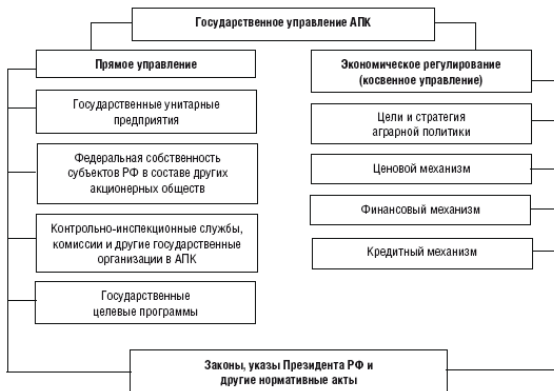 Государственное управление АПК
Прямое управление
Государственные унитарные
предприятия
Федеральная собственность
субъектов РФ в составе других
акционерных обществ
Контрольно-инспекционные службы,
комиссии и другие государственные
организации в АПК
Государственные
целевые программы
Экономическое регулирование
(косвенное управление)
Цели и стратегия
аграрной политики
Ценовой механизм
Финансовый механизм
Кредитный механизм
Законы, указы Президента РФ и
другие нормативные акты